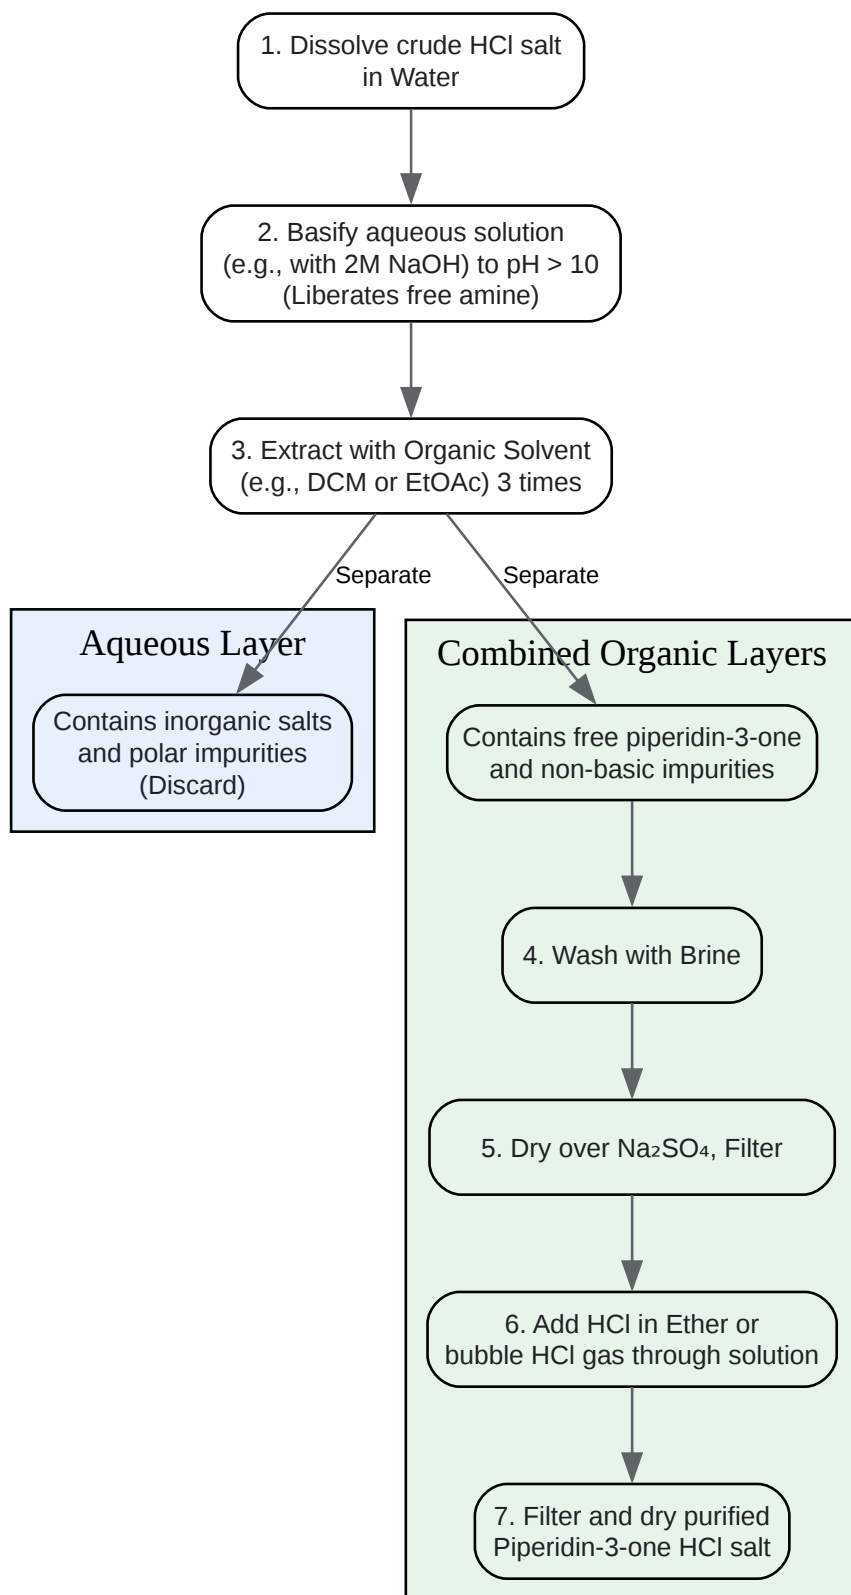 1. Dissolve crude HCl salt
in Water
2. Basify aqueous solution
(e.g., with 2M NaOH) to pH > 10
(Liberates free amine)
3. Extract with Organic Solvent
(e.g., DCM or EtOAc) 3 times
Separate
Separate
Aqueous Layer
Contains inorganic salts
and polar impurities
(Discard)
Combined Organic Layers
Contains free piperidin-3-one
and non-basic impurities
4. Wash with Brine
5. Dry over Na₂SO₄, Filter
6. Add HCl in Ether or
bubble HCl gas through solution
7. Filter and dry purified
Piperidin-3-one HCl salt